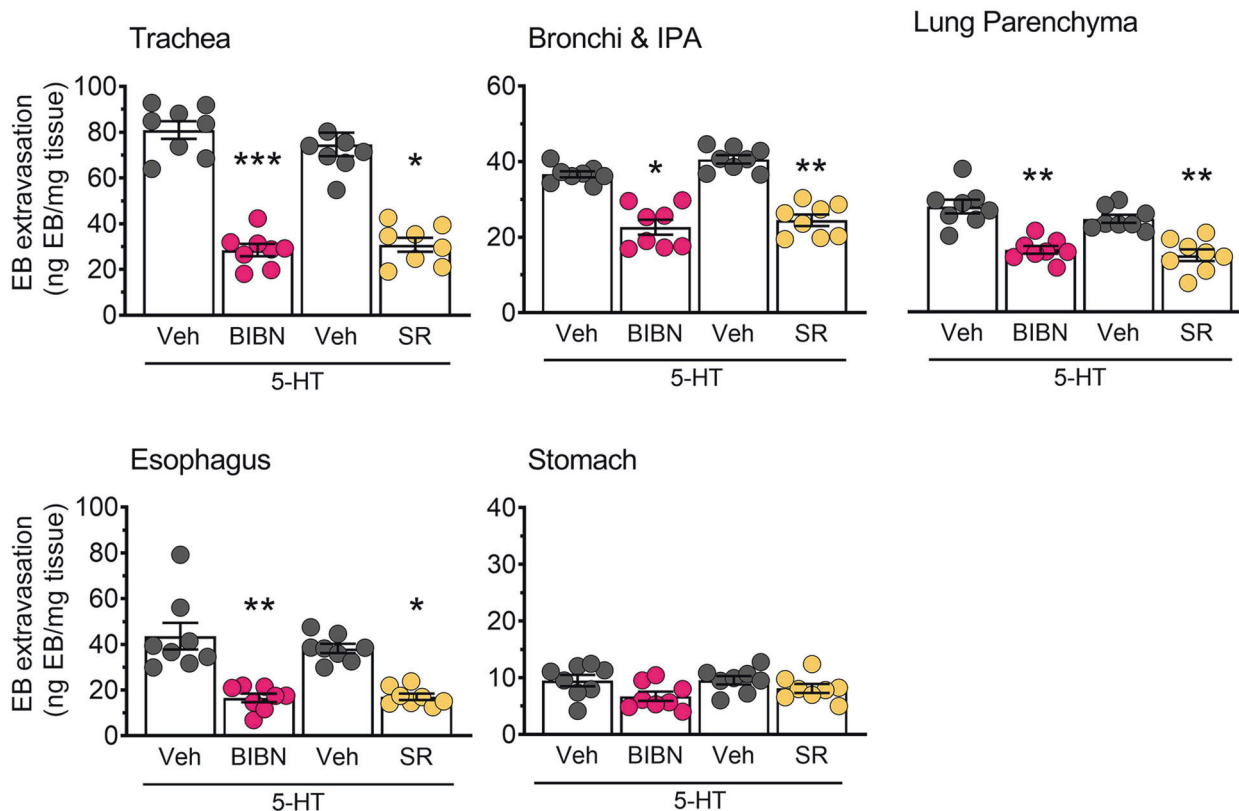 Trachea
Bronchi & IPA
Lung Parenchyma
EB extravasation
(ng EB/mg tissue)
100
80
60
40
20
0
***
*
Veh BIBN Veh SR
5-HT
60
40
20
0
*
**
Veh BIBN Veh SR
5-HT
**
**
Veh BIBN Veh SR
5-HT
Esophagus
Stomach
EB extravasation
(ng EB/mg tissue)
100
80
60
40
20
0
**
*
Veh BIBN Veh SR
5-HT
40
30
20
10
0
Veh BIBN Veh SR
5-HT